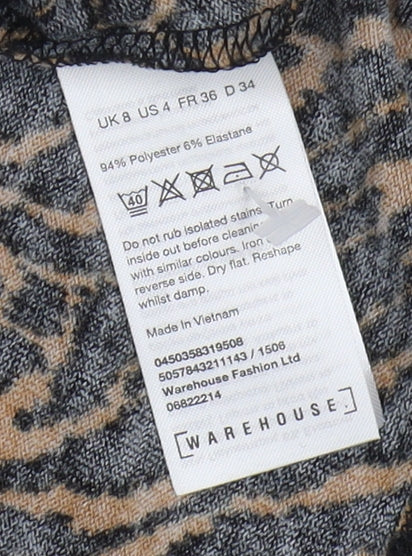 UK 8 US 4 FR 36 D 34
94% Polyester 6% Elastane
40
Do not rub isolated stains. Turn
inside out before cleaning
with similar colours. Iron
reverse side. Dry flat. Reshape
whilst damp.
Made In Vietnam
0450358319508
5057843211143 / 1506
Warehouse Fashion Ltd
06822214
[WAREHOUSE.]